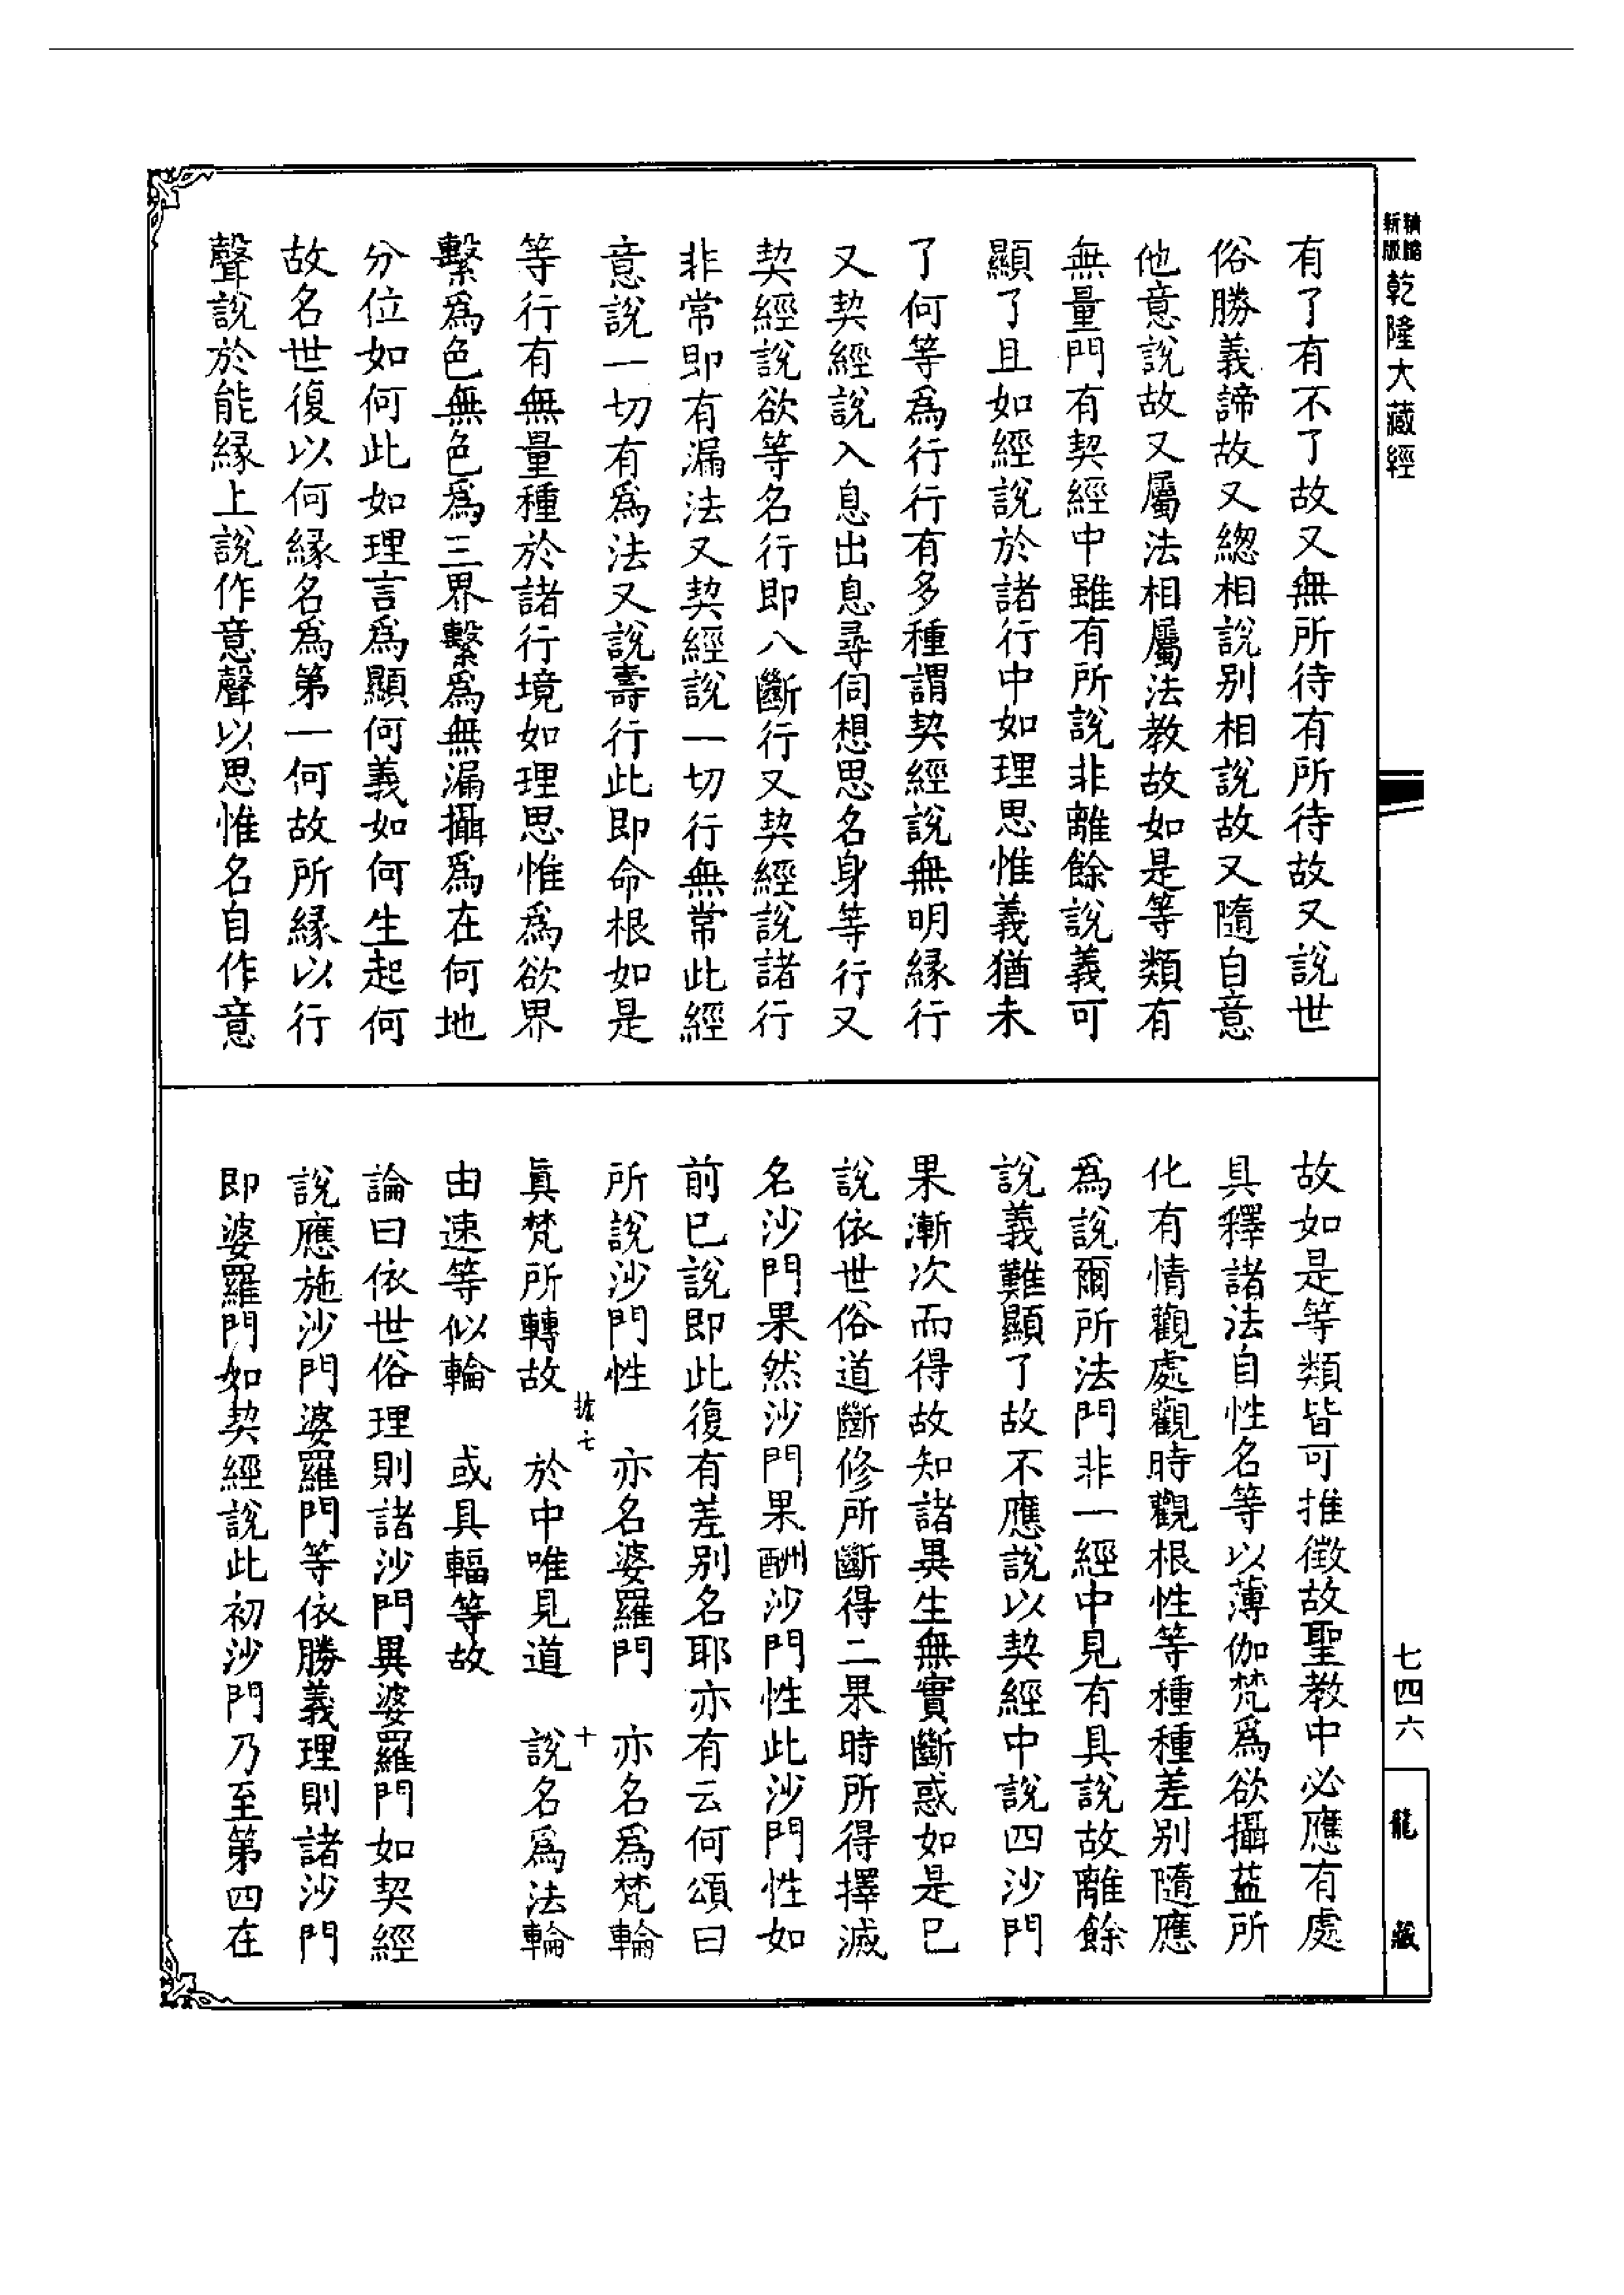 新版
乾隆大藏經
有了有不了故又無所待有所待故又說世
俗勝義諦故又緫相說别相說故又隨自意
他意說故又屬法相屬法教故如是等類有
無量門有契經中雖有所說非離餘說義可
顯了且如經說於諸行中如理思惟義猶未
了何等為行行有多種謂契經說無明緣行
又契經說入息出息尋伺想思名身等行又
契經說欲等名行即八斷行又契經說諸行
非常即有漏法又契經說一切行無常此經
意說一切有為法又說壽行此即命根如是
等行有無量種於諸行境如理思惟為欲界
繫為色無色為三界繫為無漏攝為在何地
分位如何此如理言為顯何義如何生起何
故名世復以何緣名為第一何故所緣以行
聲說於能緣上說作意聲以思惟名自作意
故如是等類皆可推徵故聖教中必應有處
具釋諸法自性名等以薄伽梵為欲攝益所
化有情觀處觀時觀根性等種種差别隨應
為說爾所法門非一經中見有具說故離餘
說義難顯了故不應說以契經中說四沙門
果漸次而得故知諸異生無實斷惑如是已
說依世俗道斷修所斷得二果時所得擇滅
名沙門果然沙門果酬沙門性此沙門性如
前已說即此復有差别名耶亦有云何頌曰
所說沙門性　亦名婆羅門　亦名為梵輪
真梵所轉故　於中唯見道　說名為法輪
由速等似輪　或具輻等故
論曰依世俗理則諸沙門異婆羅門如契經
說應施沙門婆羅門等依勝義理則諸沙門
即婆羅門如契經說此初沙門乃至第四在
七四六
龍藏